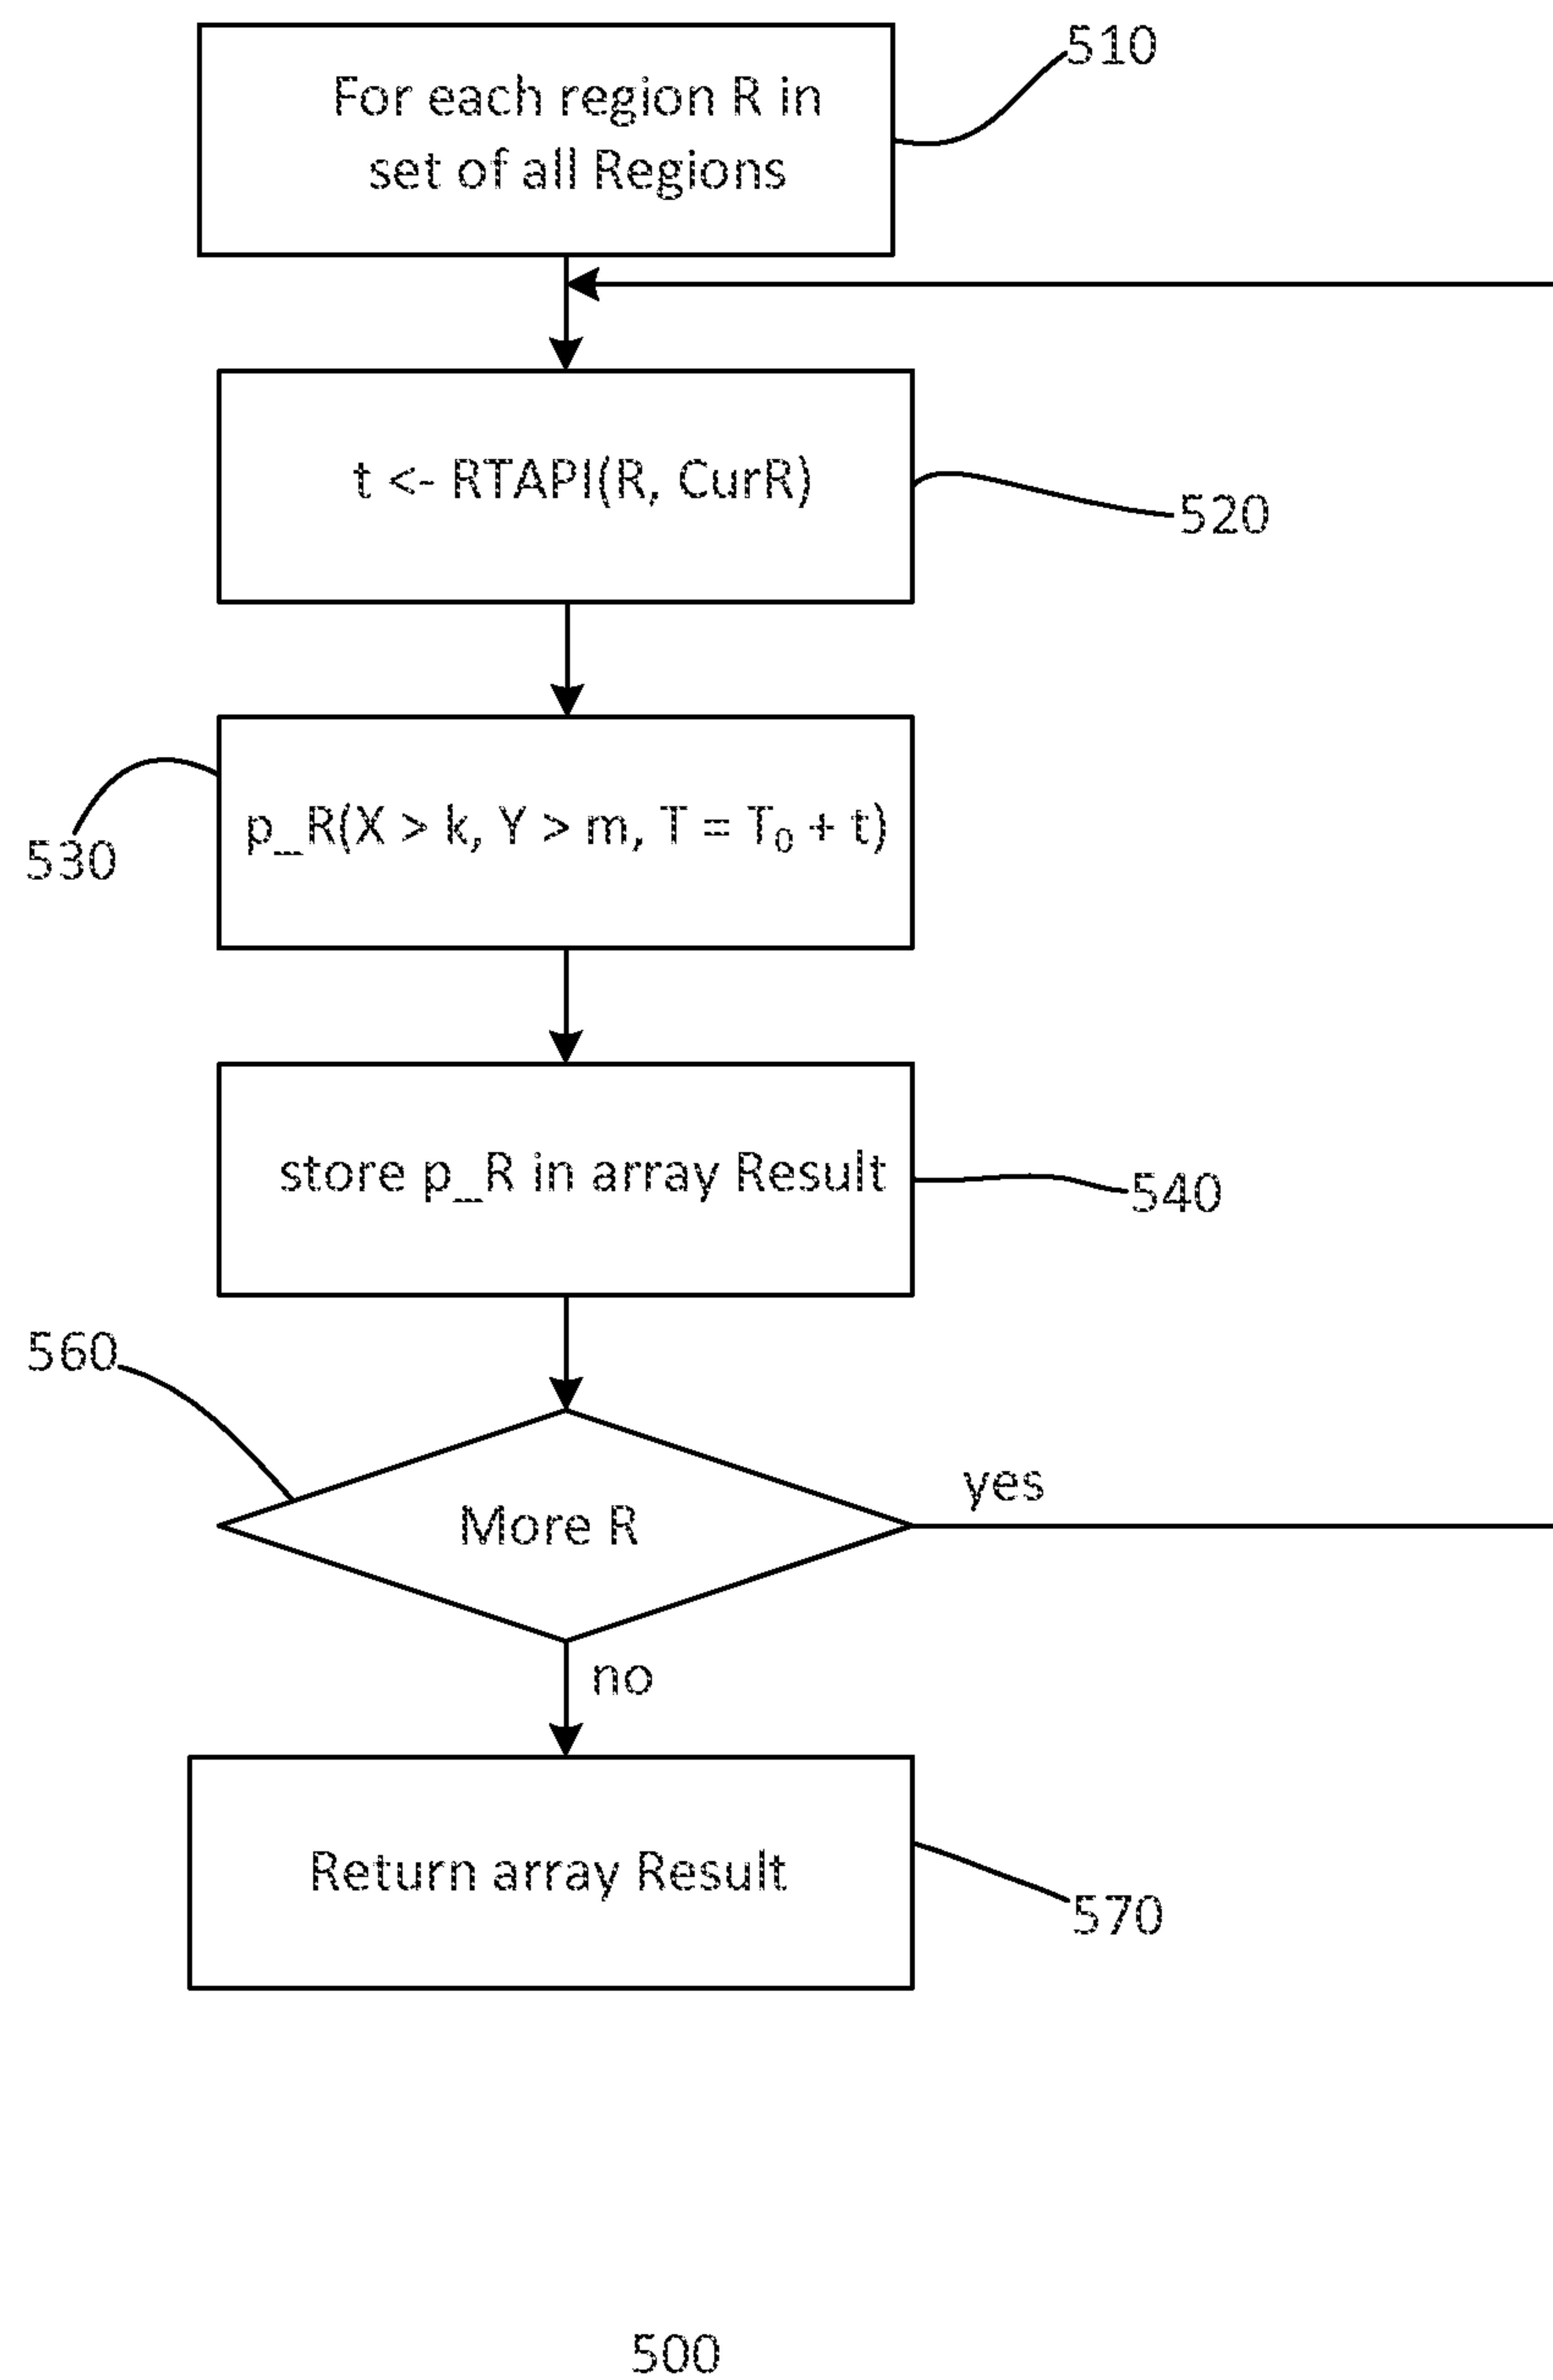 510
For each region R in
set of all Regions
t <- RTAPI(R, CurR)
520
p_R(X > k, Y > m, T = T₀ + t)
530
store p_R in array Result
540
560
More R
yes
no
Return array Result
570
500